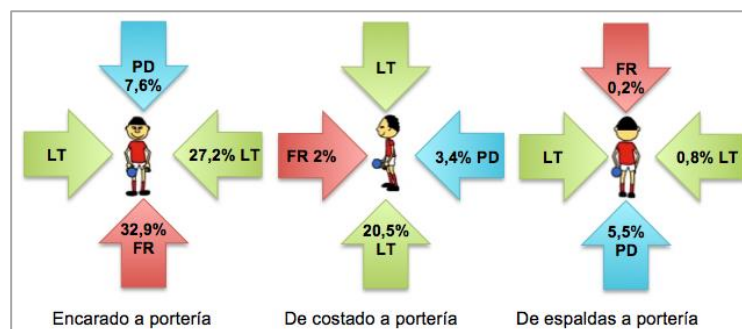 PD
7,6%
LT
27,2% LT
32,9%
FR
Encarado a portería
LT
FR 2%
3,4% PD
20,5%
LT
De costado a portería
FR
0,2%
LT
0,8% LT
5,5%
PD
De espaldas a portería